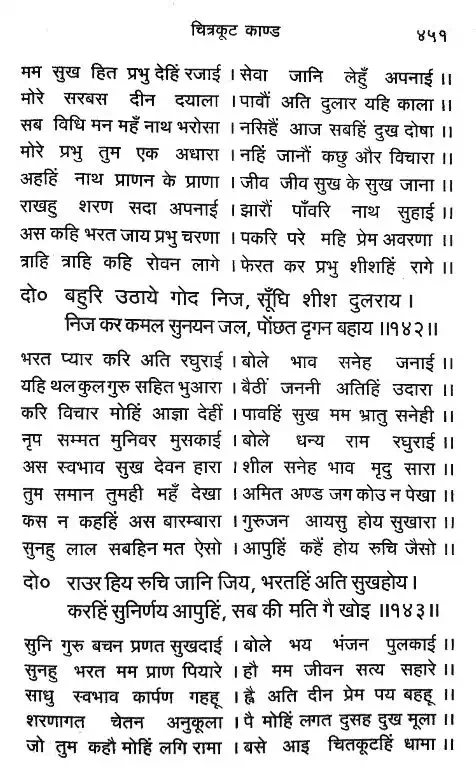 चित्रकूट काण्ड ४५१
मम सुख हित प्रभु देहिं रजाई । सेवा जानि लेहुँ अपनाई ।।
मोरे सरबस दीन दयाला । पावौं अति दुलार यहि काला ।।
सब विधि मन महँ नाथ भरोसा । नसिहैं आज सबहिं दुख दोषा ।।
मोरे प्रभु तुम एक अधारा । नहिं जानौं कछु और विचारा ।।
अहहिं नाथ प्राणन के प्राणा । जीव जीव सुख के सुख जाना ।।
राखहु शरण सदा अपनाई । झारौं पाँवरि नाथ सुहाई ।।
अस कहि भरत जाय प्रभु चरणा । पकरि परे महि प्रेम अवरणा ।।
त्राहि त्राहि कहि रोवन लागे । फेरत कर प्रभु शीशहिं रागे ।।
दो० बहुरि उठाये गोद निज, सूँघि शीश दुलराय ।
निज कर कमल सुनयन जल, पोंछत दृगन बहाय ।।१४२।।
भरत प्यार करि अति रघुराई । बोले भाव सनेह जनाई ।।
यहि थल कुल गुरु सहित भुआरा । बैठीं जननी अतिहिं उदारा ।।
करि विचार मोहिं आज्ञा देहीं । पावहिं सुख मम भ्रातु सनेही ।।
नृप सम्मत मुनिवर मुसकाई । बोले धन्य राम रघुराई ।।
अस स्वभाव सुख देवन हारा । शील सनेह भाव मृदु सारा ।।
तुम समान तुमही महँ देखा । अमित अण्ड जग कोउ न पेखा ।।
कस न कहहिं अस बारम्बारा । गुरुजन आयसु होय सुखारा ।।
सुनहु लाल सबहिन मत ऐसो । आपुहिं कहैं होय रुचि जैसो ।।
दो० राउर हिय रुचि जानि जिय, भरतहिं अति सुखहोय ।
करहिं सुनिर्णय आपुहिं, सब की मति गै खोइ ।।१४३।।
सुनि गुरु बचन प्रणत सुखदाई । बोले भय भंजन पुलकाई ।।
सुनहु भरत मम प्राण पियारे । हौ मम जीवन सत्य सहारे ।।
साधु स्वभाव कार्पण गहहू । ह्वै अति दीन प्रेम पय बहहू ।।
शरणागत चेतन अनुकूला । पै मोहिं लगत दुसह दुख मूला ।।
जो तुम कहौ मोहिं लगि रामा । बसे आइ चितकूटहिं धामा ।।